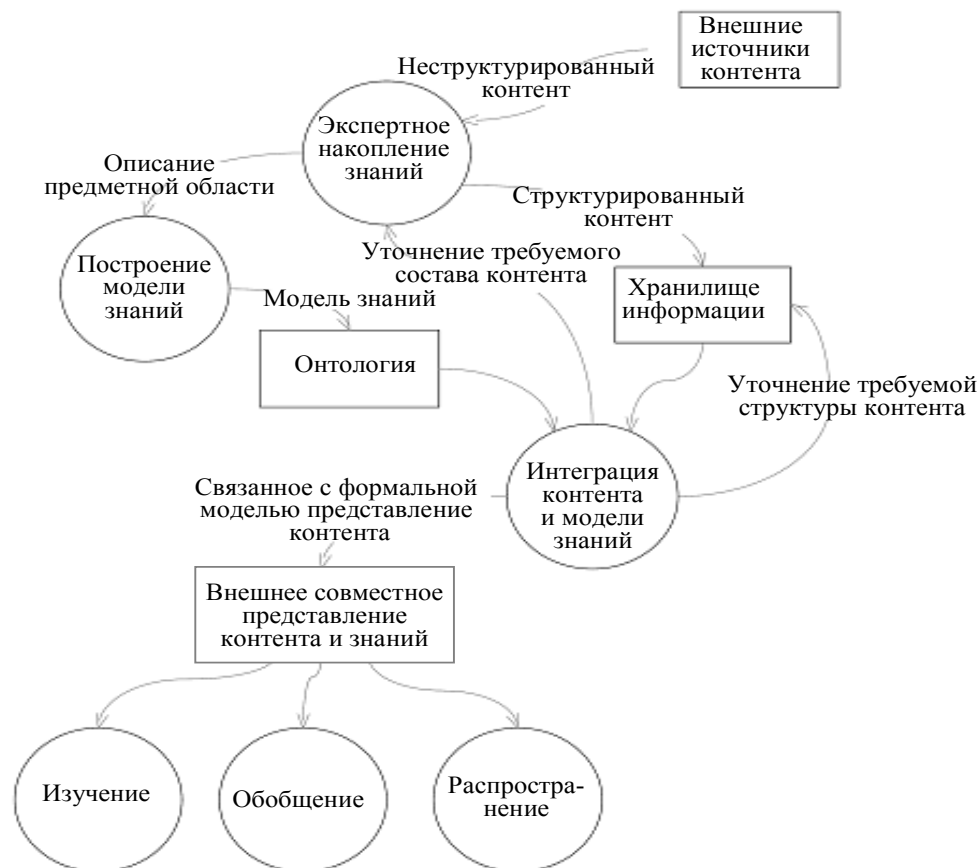 Внешние
источники
контента
Неструктурированный
контент
Экспертное
накопление
знаний
Описание
предметной области
Структурированный
контент
Построение
модели
знаний
Уточнение требуемого
состава контента
Модель знаний
Хранилище
информации
Онтология
Уточнение требуемой
структуры контента
Интеграция
контента
и модели
знаний
Связанное с формальной
моделью представление
контента
Внешнее совместное
представление
контента и знаний
Изучение
Обобщение
Распростра-
нение